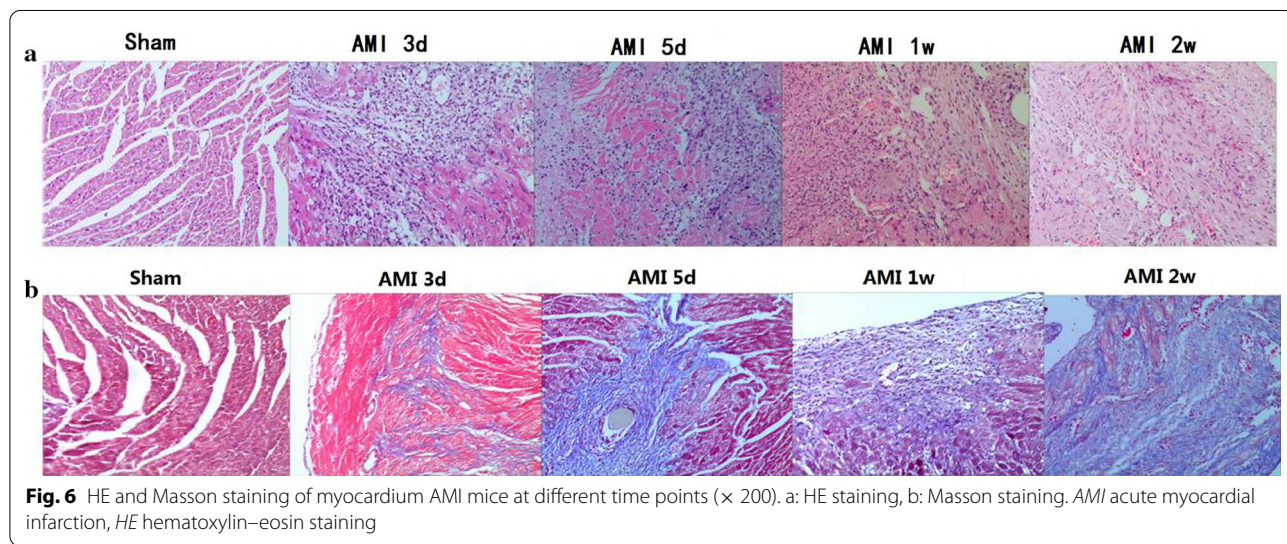 a
Sham AMI 3d AMI 5d AMI 1w AMI 2w
b
Sham AMI 3d AMI 5d AMI 1w AMI 2w
Fig. 6 HE and Masson staining of myocardium AMI mice at different time points (× 200). a: HE staining, b: Masson staining. AMI acute myocardial
infarction, HE hematoxylin–eosin staining